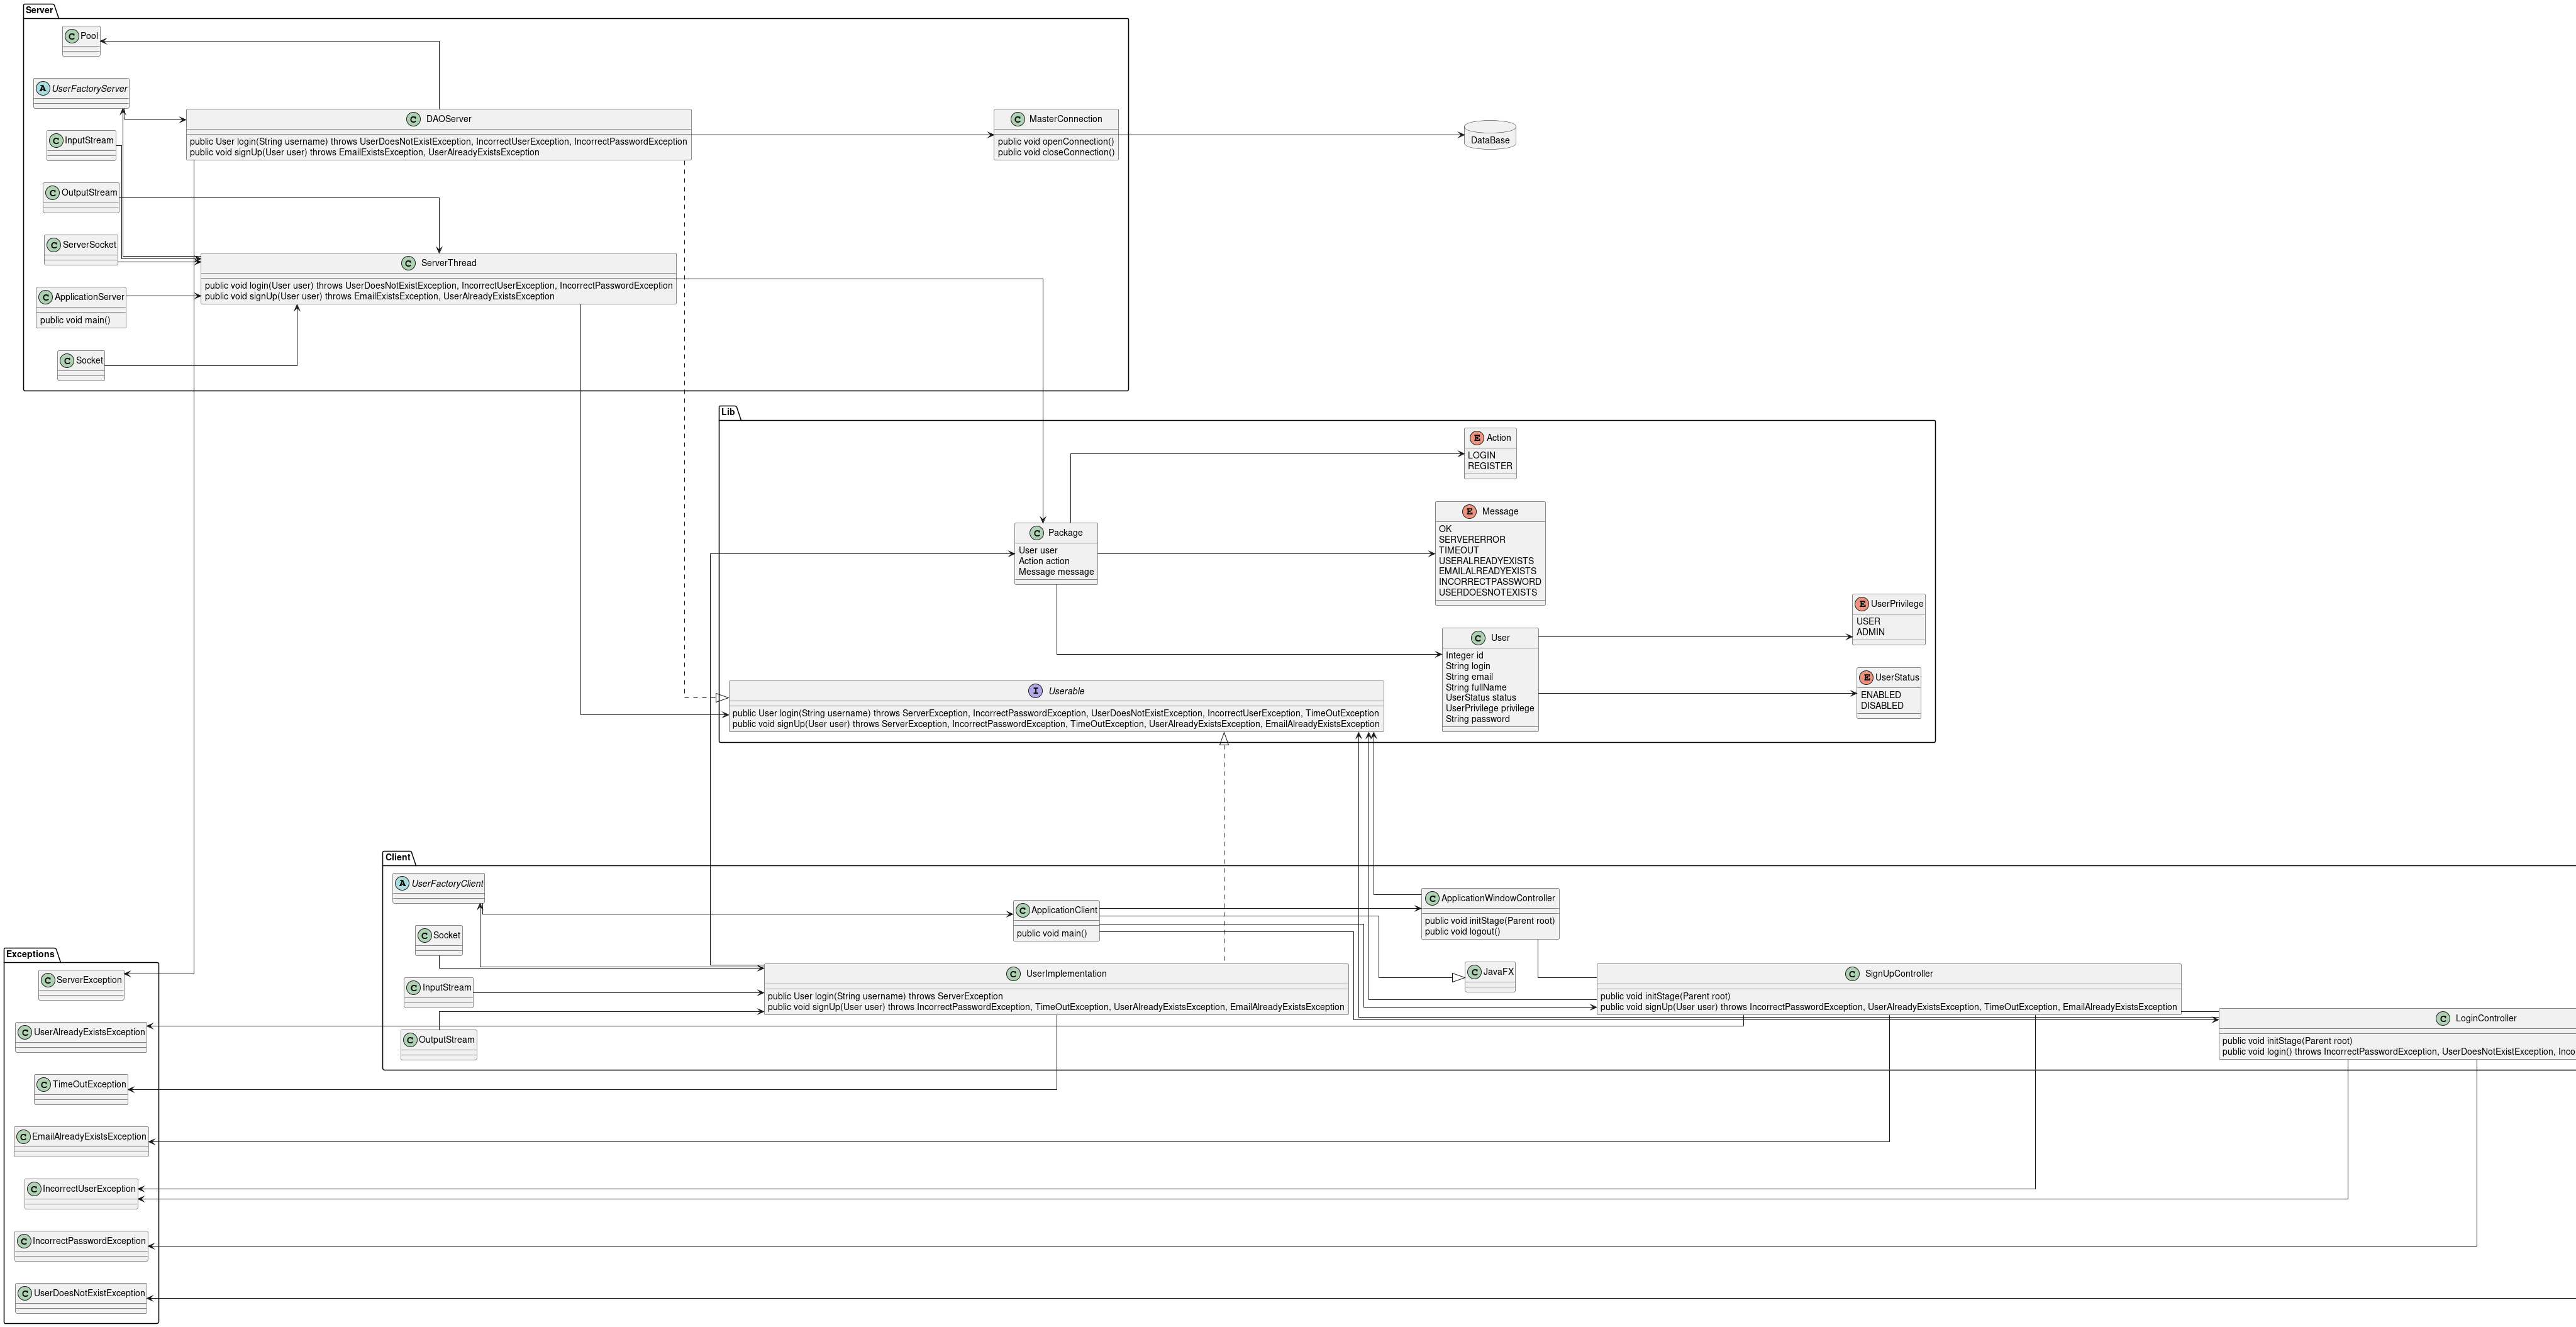 Server
C Pool
A UserFactoryServer
C DAOServer
public User login(String username) throws UserDoesNotExistException, IncorrectUserException, IncorrectPasswordException
public void signUp(User user) throws EmailExistsException, UserAlreadyExistsException
C MasterConnection
public void openConnection()
public void closeConnection()
DataBase
C InputStream
C OutputStream
C ServerSocket
C ServerThread
public void login(User user) throws UserDoesNotExistException, IncorrectUserException, IncorrectPasswordException
public void signUp(User user) throws EmailExistsException, UserAlreadyExistsException
C ApplicationServer
public void main()
C Socket
Lib
E Action
LOGIN
REGISTER
E Message
OK
SERVERERROR
TIMEOUT
USERALREADYEXISTS
EMAILALREADYEXISTS
INCORRECTPASSWORD
USERDOESNOTEXISTS
C Package
User user
Action action
Message message
E UserPrivilege
USER
ADMIN
C User
Integer id
String login
String email
String fullName
UserStatus status
UserPrivilege privilege
String password
E UserStatus
ENABLED
DISABLED
I Userable
public User login(String username) throws ServerException, IncorrectPasswordException, UserDoesNotExistException, IncorrectUserException, TimeOutException
public void signUp(User user) throws ServerException, IncorrectPasswordException, TimeOutException, UserAlreadyExistsException, EmailAlreadyExistsException
Client
A UserFactoryClient
C ApplicationClient
public void main()
C ApplicationWindowController
public void initStage(Parent root)
public void logout()
C Socket
C InputStream
C OutputStream
C UserImplementation
public User login(String username) throws ServerException
public void signUp(User user) throws IncorrectPasswordException, TimeOutException, UserAlreadyExistsException, EmailAlreadyExistsException
C JavaFX
C SignUpController
public void initStage(Parent root)
public void signUp(User user) throws IncorrectPasswordException, UserAlreadyExistsException, TimeOutException, EmailAlreadyExistsException
C LoginController
public void initStage(Parent root)
public void login() throws IncorrectPasswordException, UserDoesNotExistException, Inco
Exceptions
C ServerException
C UserAlreadyExistsException
C TimeOutException
C EmailAlreadyExistsException
C IncorrectUserException
C IncorrectPasswordException
C UserDoesNotExistException